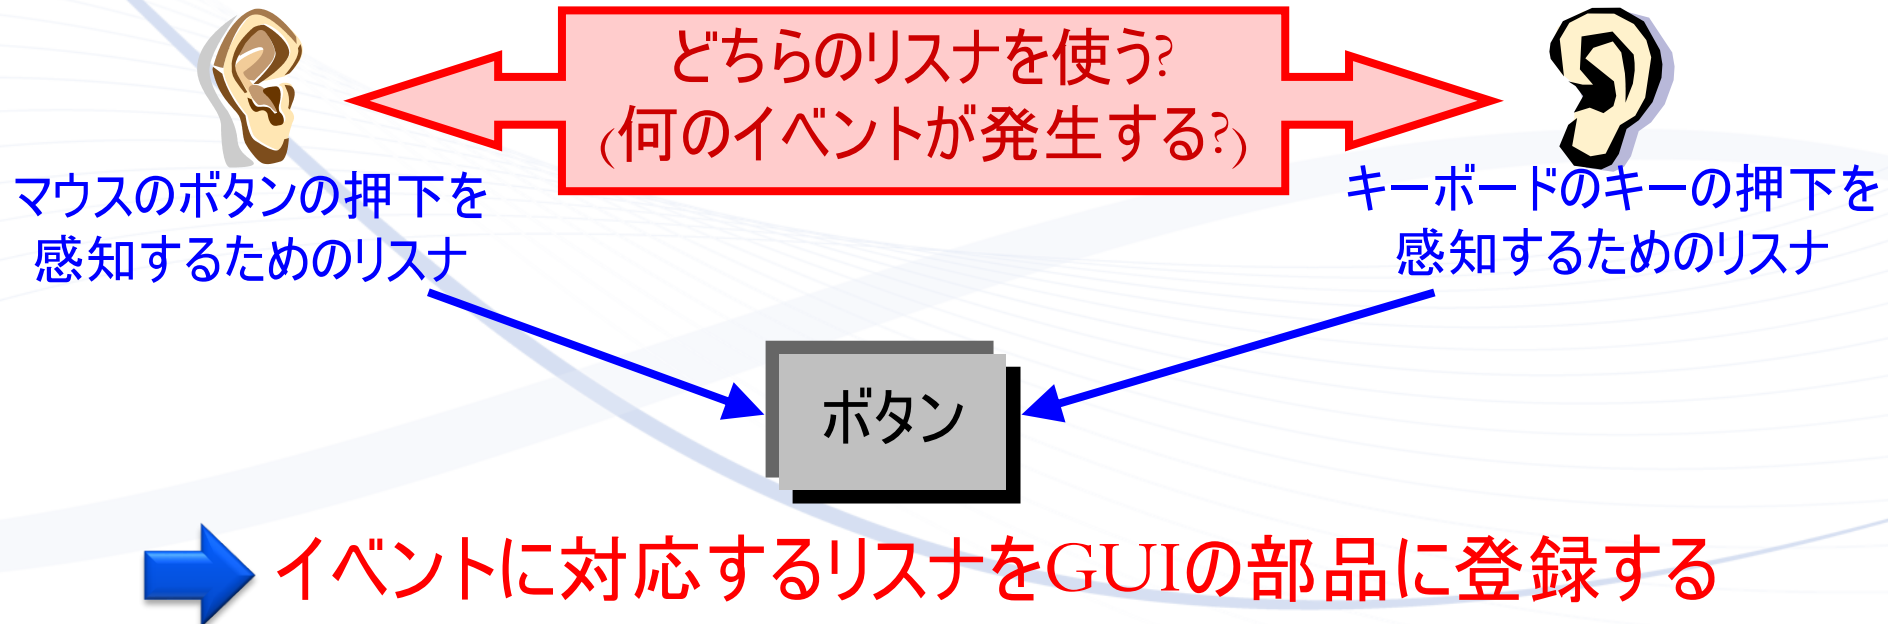 どちらのリスナを使う?
(何のイベントが発生する?)
マウスのボタンの押下を
感知するためのリスナ
キーボードのキーの押下を
感知するためのリスナ
ボタン
イベントに対応するリスナをGUIの部品に登録する